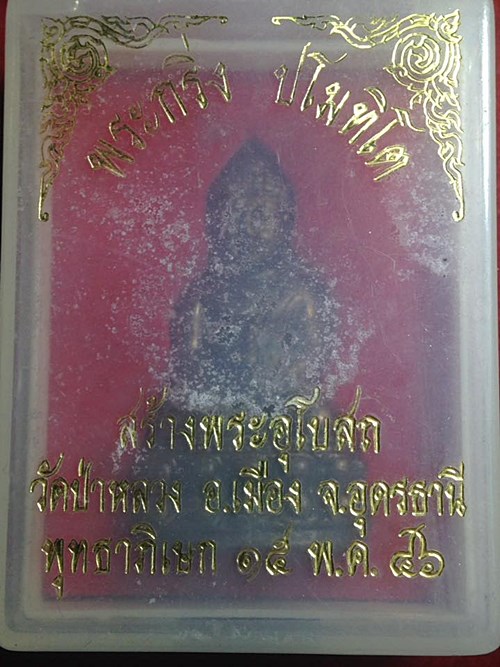 พระกริ่ง ปโมทิโต
สร้างพระอุโบสถ
วัดป่าหลวง อ.เมือง จ.อุดรธานี
พุทธาภิเษก ๑๕ พ.ค. ๕๖